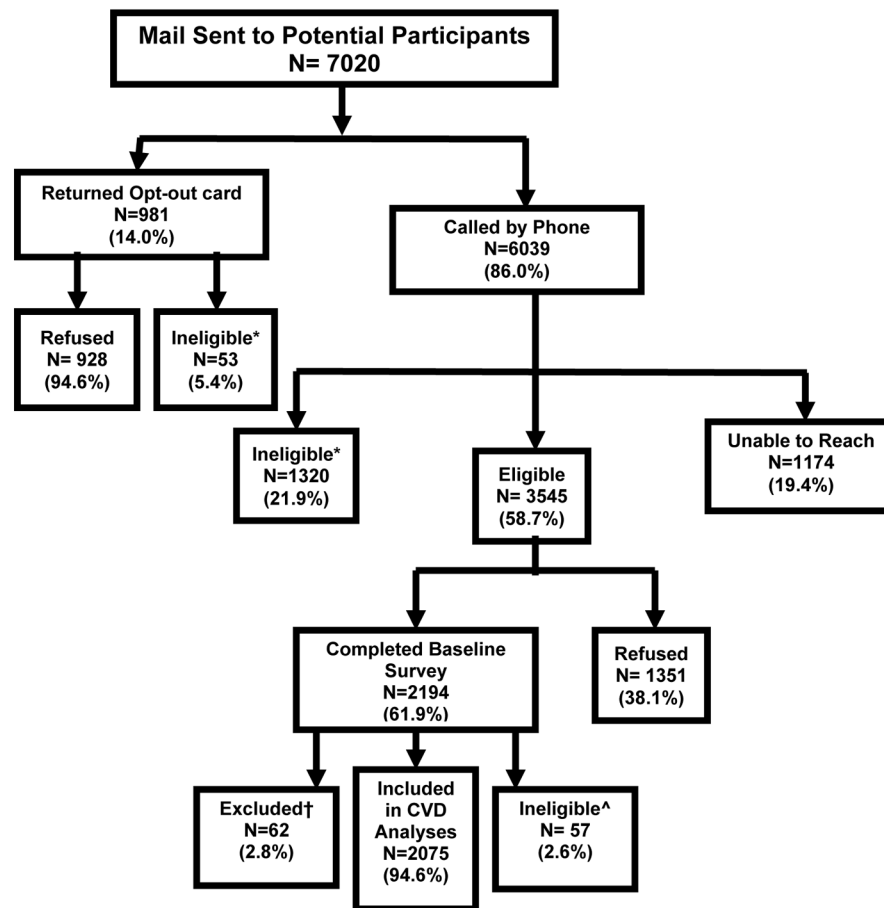 Mail Sent to Potential Participants
N= 7020
Returned Opt-out card
N=981
(14.0%)
Called by Phone
N=6039
(86.0%)
Refused
N= 928
(94.6%)
Ineligible*
N=53
(5.4%)
Ineligible*
N=1320
(21.9%)
Eligible
N= 3545
(58.7%)
Unable to Reach
N=1174
(19.4%)
Completed Baseline
Survey
N=2194
(61.9%)
Refused
N= 1351
(38.1%)
Excluded†
N=62
(2.8%)
Included
in CVD
Analyses
N=2075
(94.6%)
Ineligible^
N= 57
(2.6%)